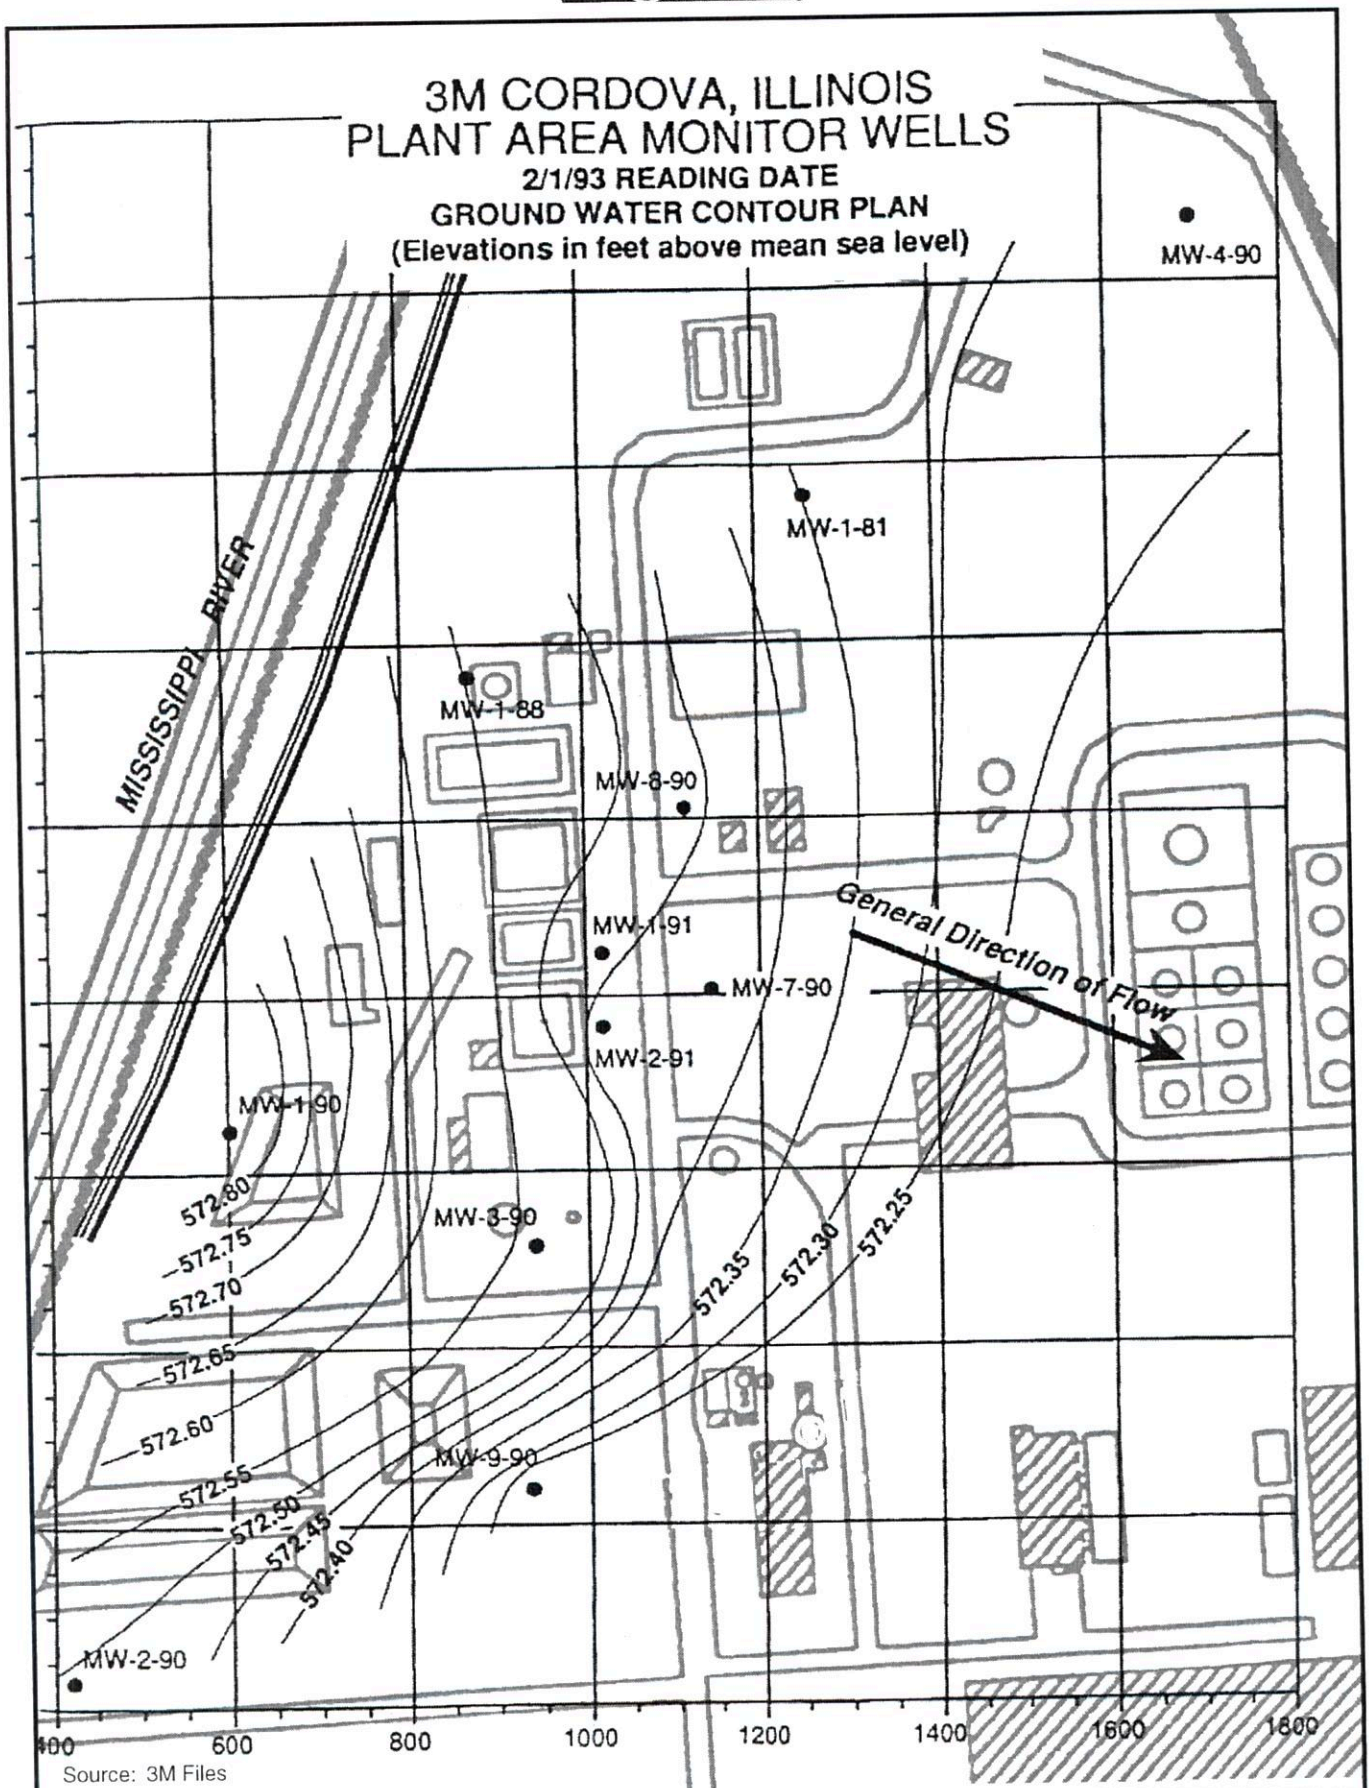 3M CORDOVA, ILLINOIS
PLANT AREA MONITOR WELLS
2/1/93 READING DATE
GROUND WATER CONTOUR PLAN
(Elevations in feet above mean sea level)
MW-4-90
MW-1-81
MISSISSIPPI RIVER
MW-1-88
MW-8-90
General Direction of Flow
MW-1-91
MW-7-90
MW-2-91
MW-1-90
572.80
MW-3-90
572.75
572.70
572.35
572.30
572.25
572.65
572.60
MW-9-90
572.55
572.50
572.45
572.40
MW-2-90
400 600 800 1000 1200 1400 1600 1800
Source: 3M Files